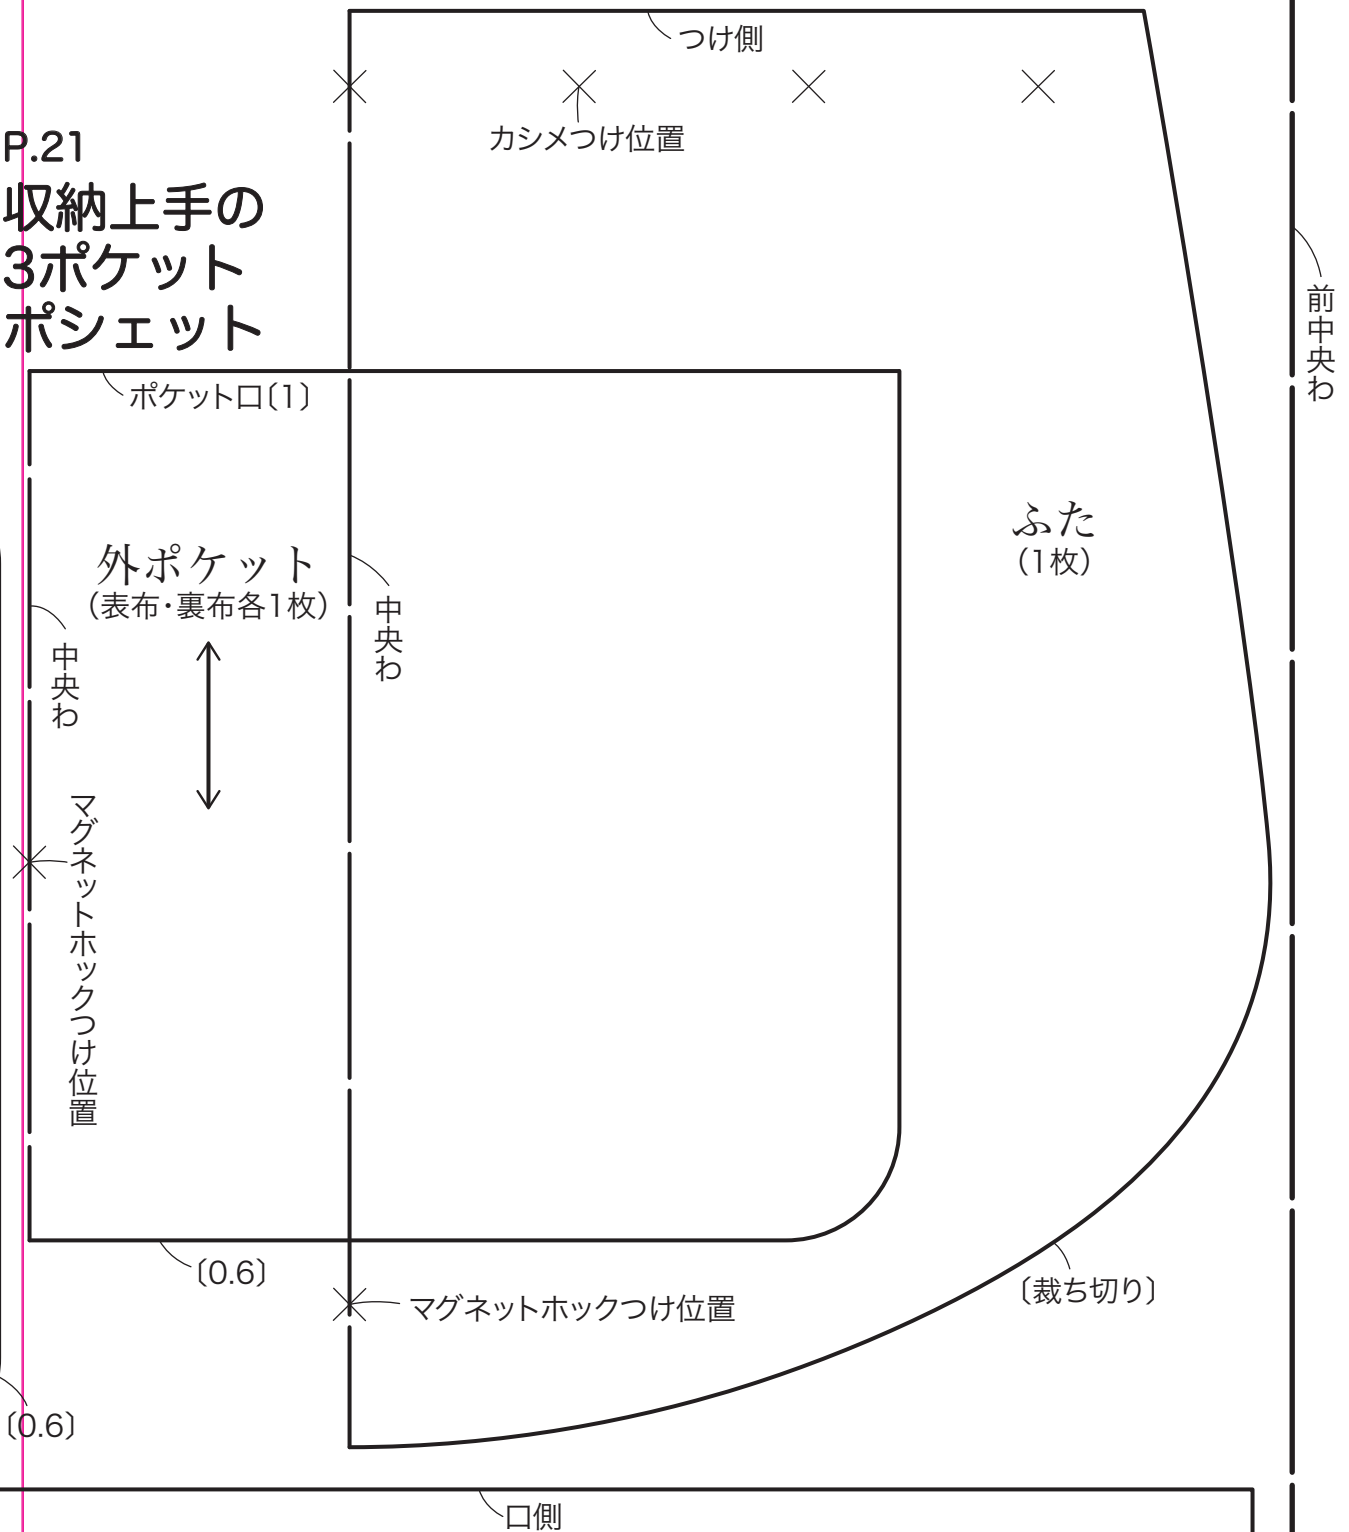 つけ側
カシメつけ位置
P.21
収納上手の
3ポケット
ポシェット
前中央わ
ポケット口〔1〕
ふた
（1枚）
外ポケット
（表布・裏布各1枚）
中央わ
中央わ
マグネットホックつけ位置
〔0.6〕
マグネットホックつけ位置
〔裁ち切り〕
〔0.6〕
口側